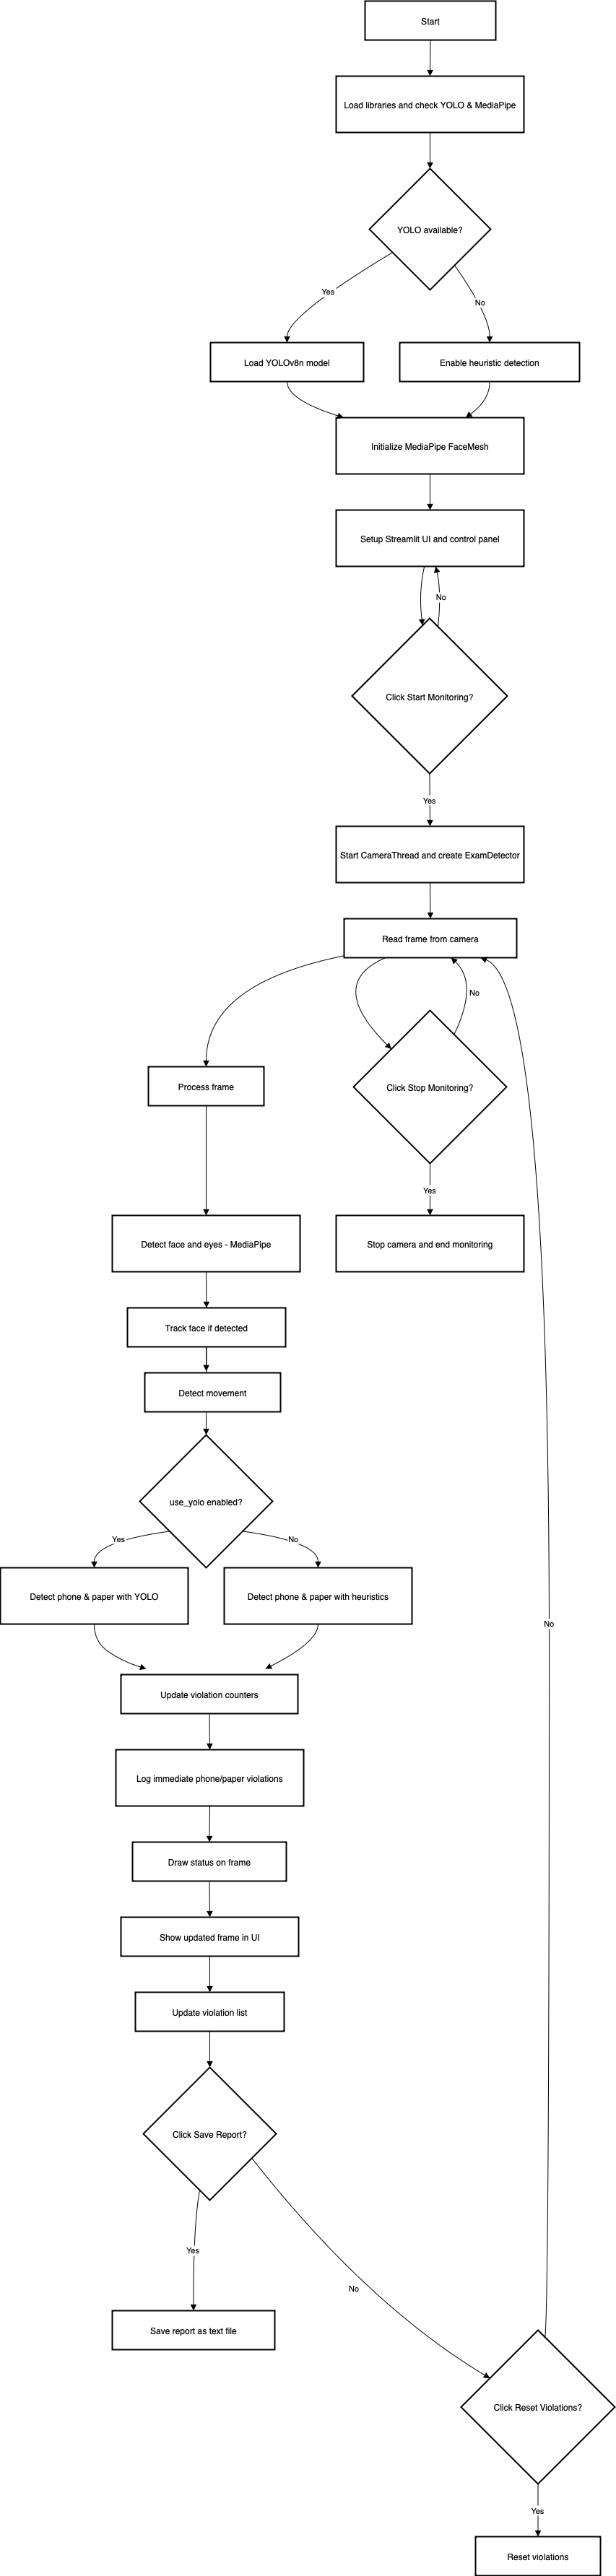 Start
Load libraries and check YOLO & MediaPipe
YOLO available?
Yes
No
Load YOLOv8n model
Enable heuristic detection
Initialize MediaPipe FaceMesh
Setup Streamlit UI and control panel
No
Click Start Monitoring?
Yes
Start CameraThread and create ExamDetector
Read frame from camera
No
Process frame
Click Stop Monitoring?
Yes
Detect face and eyes - MediaPipe
Stop camera and end monitoring
Track face if detected
Detect movement
use_yolo enabled?
Yes
No
Detect phone & paper with YOLO
Detect phone & paper with heuristics
No
Update violation counters
Log immediate phone/paper violations
Draw status on frame
Show updated frame in UI
Update violation list
Click Save Report?
Yes
No
Save report as text file
Click Reset Violations?
Yes
Reset violations